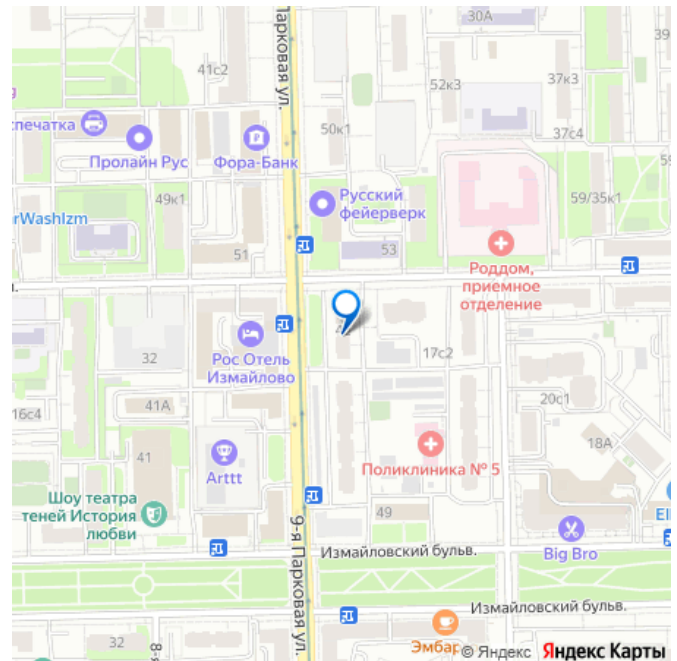 30А
39
41с2
Парковая ул.
52к3
37к3
спечатка
50к1
37с4
Пролайн Рус
Фора-Банк
59
49к1
Русский
фейерверк
59/35к1
rWashIzm
51
53
Роддом,
приёмное
отделение
32
Рос Отель
Измайлово
17с2
16с4
41А
20с1
18А
41
Arttt
Поликлиника № 5
Шоу театра
теней История
любви
49
Big Bro
Измайловский бульв.
9-я Парковая ул.
Измайловский бульв.
32
8-я
Эмбар
© Яндекс
Яндекс Карты